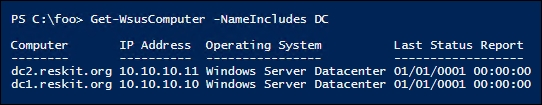 PS C:\foo> Get-WsusComputer -NameIncludes DC
Computer IP Address Operating System Last Status Report
-------- ---------- ---------------- ------------------
dc2.reskit.org 10.10.10.11 Windows Server Datacenter 01/01/0001 00:00:00
dc1.reskit.org 10.10.10.10 Windows Server Datacenter 01/01/0001 00:00:00